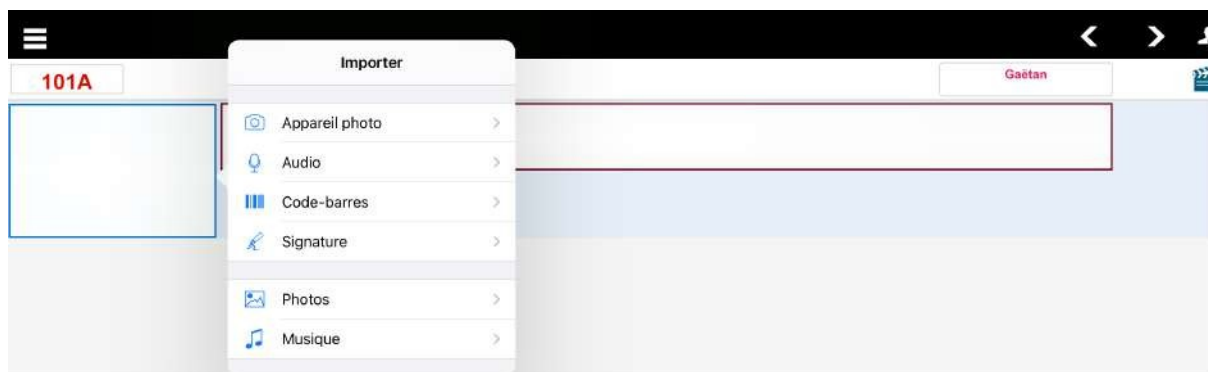 Importer
101A
Gaëtan
Appareil photo
Audio
Code-barres
Signature
Photos
Musique